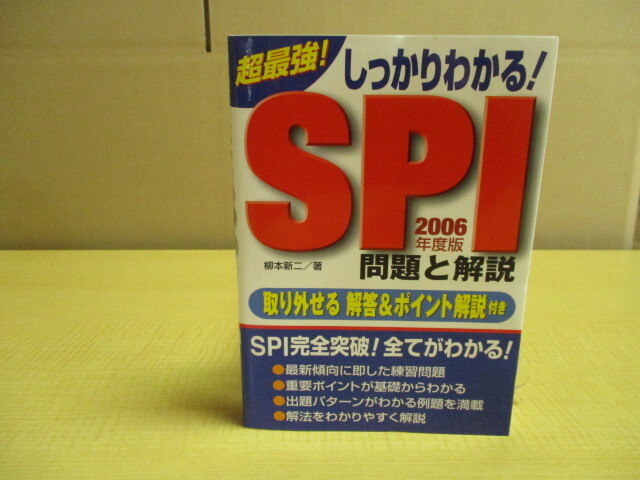 超最強!
しっかりわかる!
SPI
2006
年度版
柳本新二/著
問題と解説
取り外せる 解答&ポイント解説付き
SPI完全突破!全てがわかる!
●最新傾向に即した練習問題
●重要ポイントが基礎からわかる
●出題パターンがわかる例題を満載
●解法をわかりやすく解説